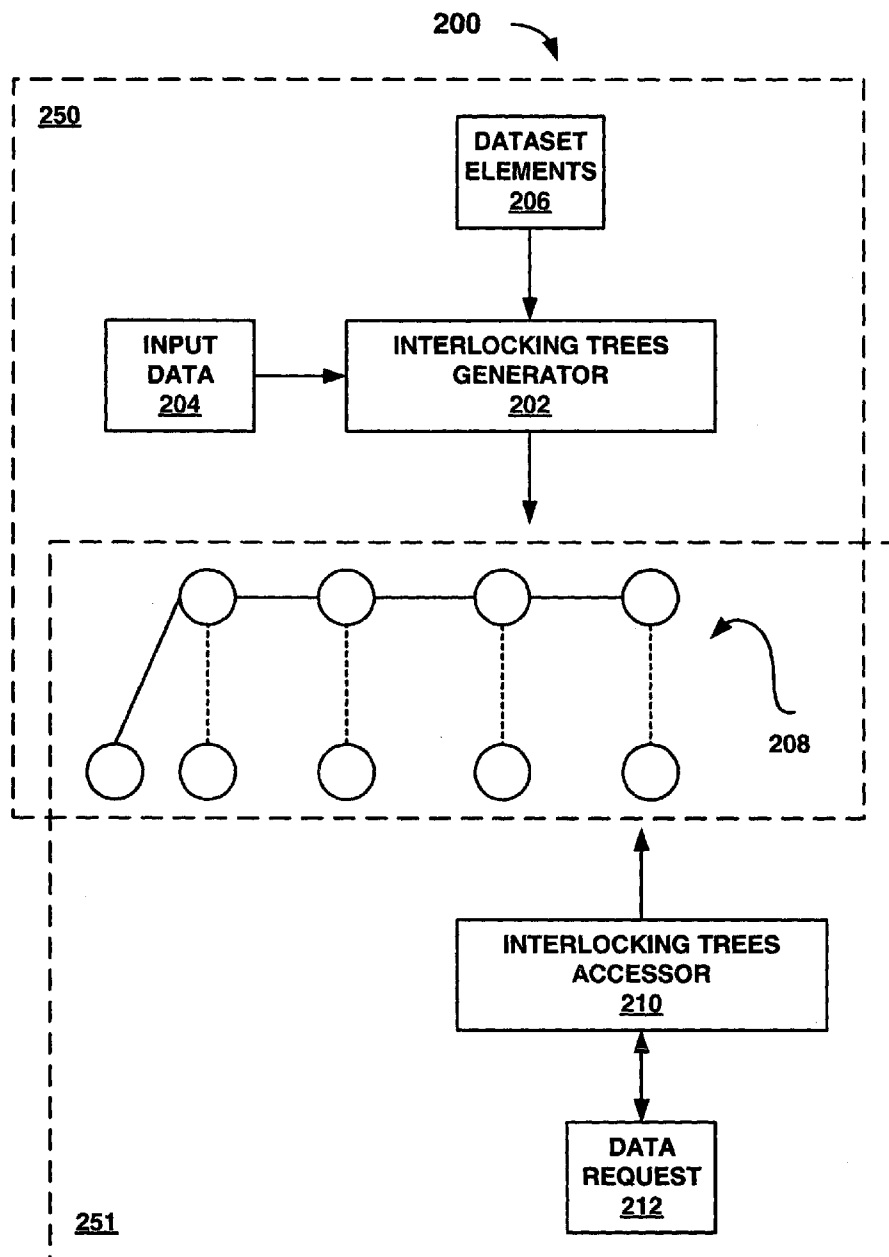 200
250
DATASET
ELEMENTS
206
INPUT
DATA
204
INTERLOCKING TREES
GENERATOR
202
208
INTERLOCKING TREES
ACCESSOR
210
DATA
REQUEST
212
251